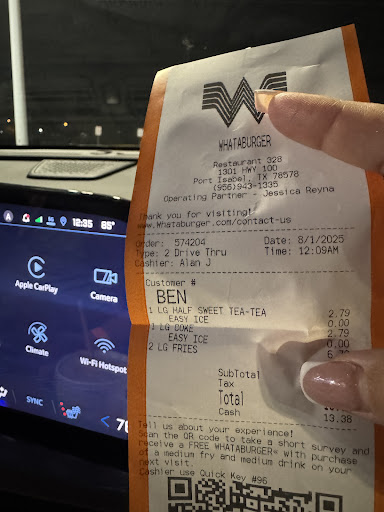 WHATABURGER
Restaurant 328
1301 HWY 100
Port Isabel, TX 78578
(956)943-1335
Operating Partner - Jessica Reyna
Thank you for visiting!
www.Whataburger.com/contact-us
Order: 574204 Date: 8/1/2025
Type: 2 Drive Thru Time: 12:09AM
Cashier: Alan J
Customer #
BEN
1 LG HALF SWEET TEA-TEA 2.79
EASY ICE 0.00
1 LG COKE 2.79
EASY ICE 0.00
2 LG FRIES
SubTotal
Tax
Total
Cash 13.38
Tell us about your experience!
Scan the QR code to take a short survey and
receive a FREE WHATABURGER® with purchase
of a medium fry and medium drink on your
next visit.
Cashier use Quick Key #96
A 5G 12:35 85°
Apple CarPlay
Camera
Climate
Wi-Fi Hotspot
SYNC